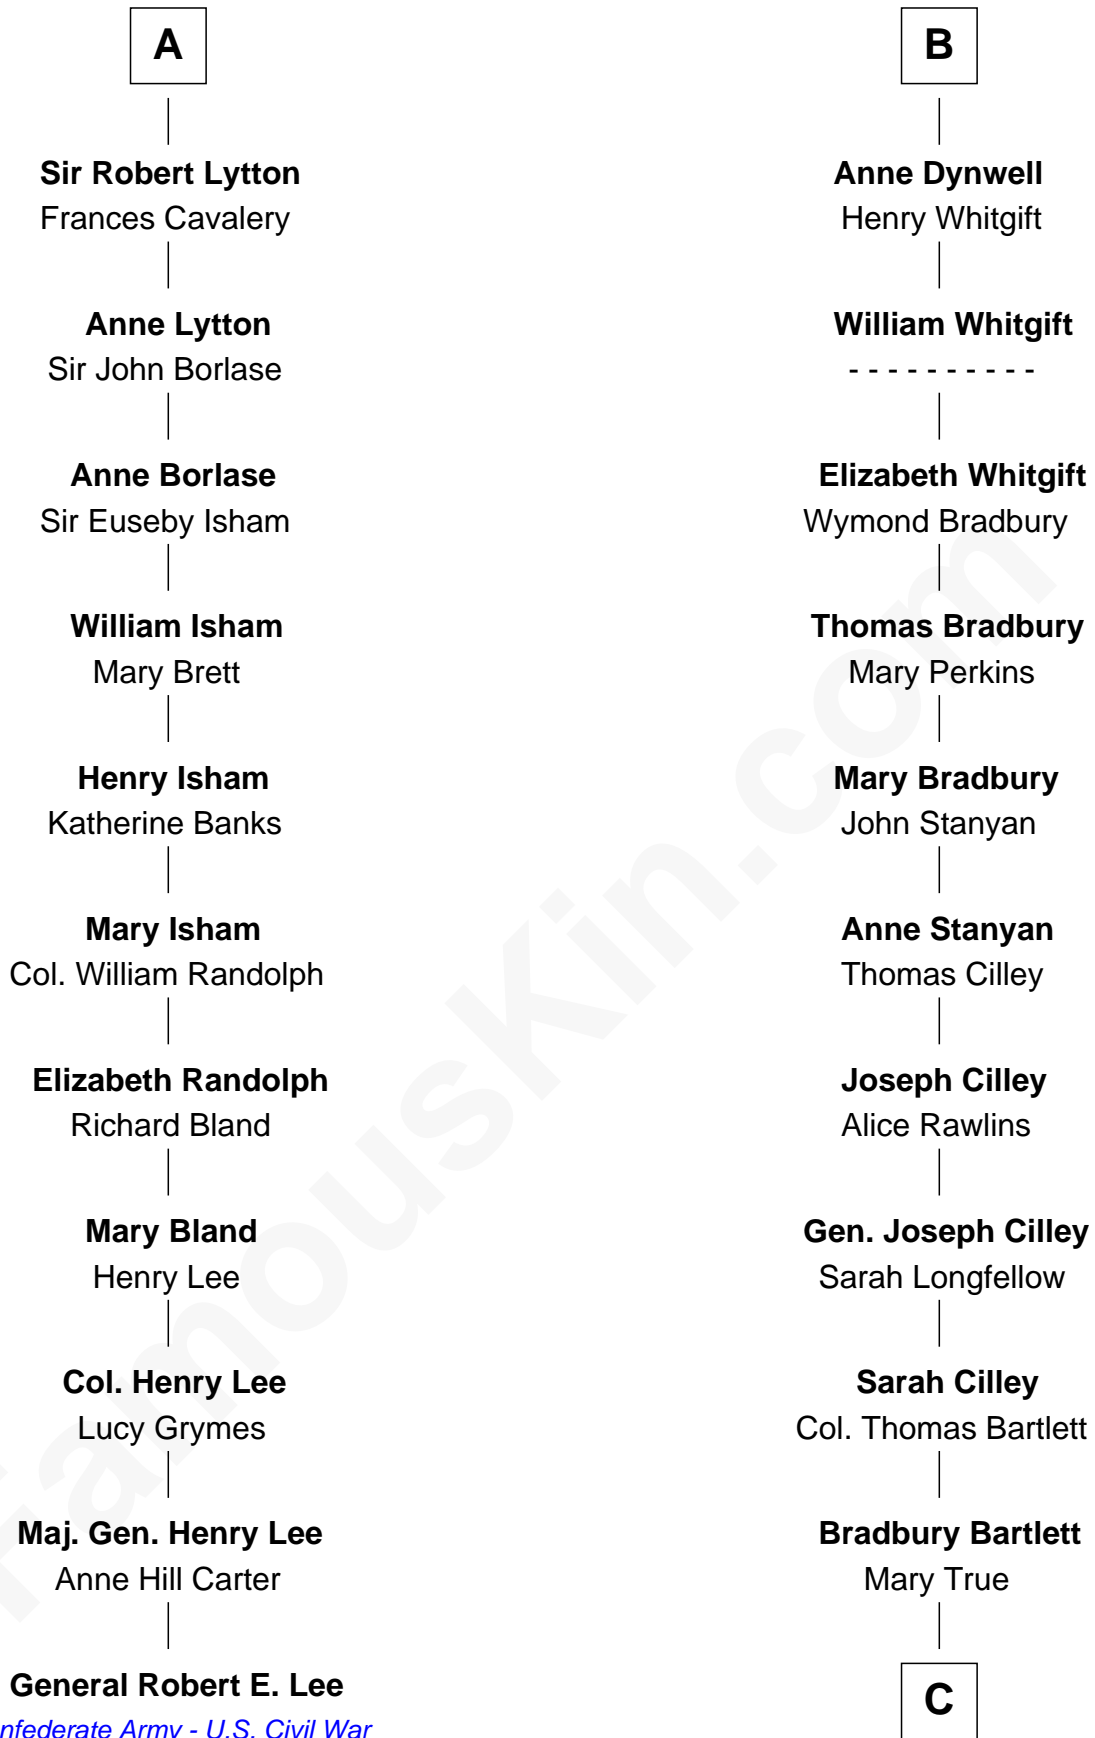 A
Sir Robert Lytton
Frances Cavalery
Anne Lytton
Sir John Borlase
Anne Borlase
Sir Euseby Isham
William Isham
Mary Brett
Henry Isham
Katherine Banks
Mary Isham
Col. William Randolph
Elizabeth Randolph
Richard Bland
Mary Bland
Henry Lee
Col. Henry Lee
Lucy Grymes
Maj. Gen. Henry Lee
Anne Hill Carter
General Robert E. Lee
nfederate Army - U.S. Civil War
B
Anne Dynwell
Henry Whitgift
William Whitgift
- - - - - - - - - -
Elizabeth Whitgift
Wymond Bradbury
Thomas Bradbury
Mary Perkins
Mary Bradbury
John Stanyan
Anne Stanyan
Thomas Cilley
Joseph Cilley
Alice Rawlins
Gen. Joseph Cilley
Sarah Longfellow
Sarah Cilley
Col. Thomas Bartlett
Bradbury Bartlett
Mary True
C
FamousKin.com